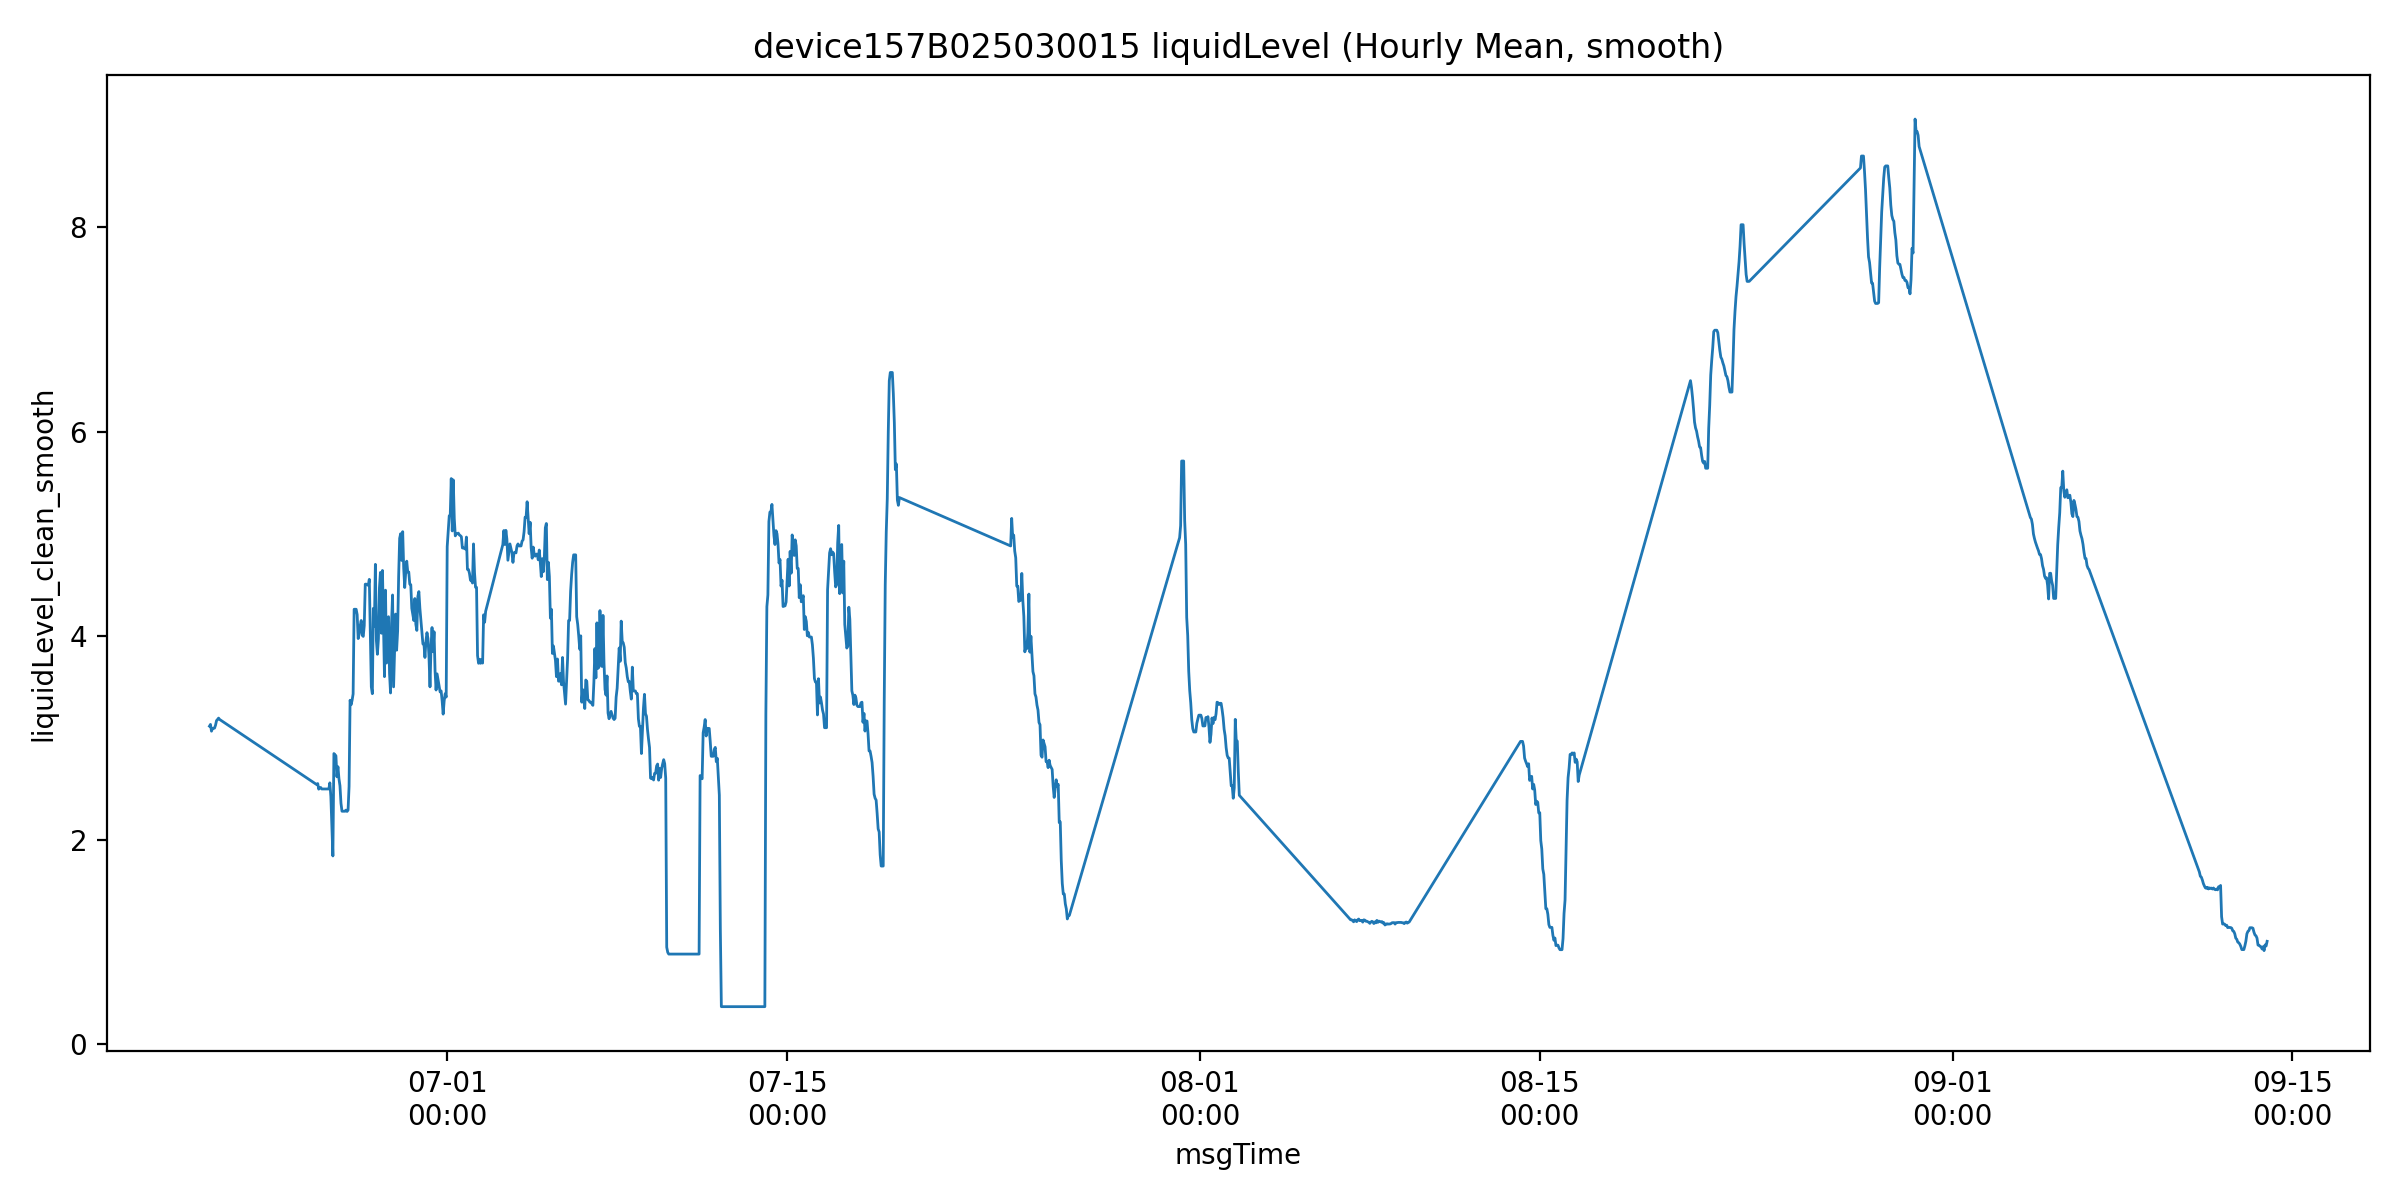 device157B025030015 liquidLevel (Hourly Mean, smooth)
liquidLevel_clean_smooth
8
6
4
2
0
07-01 07-15 08-01 08-15 09-01 09-15
00:00 00:00 00:00 00:00 00:00 00:00
msgTime